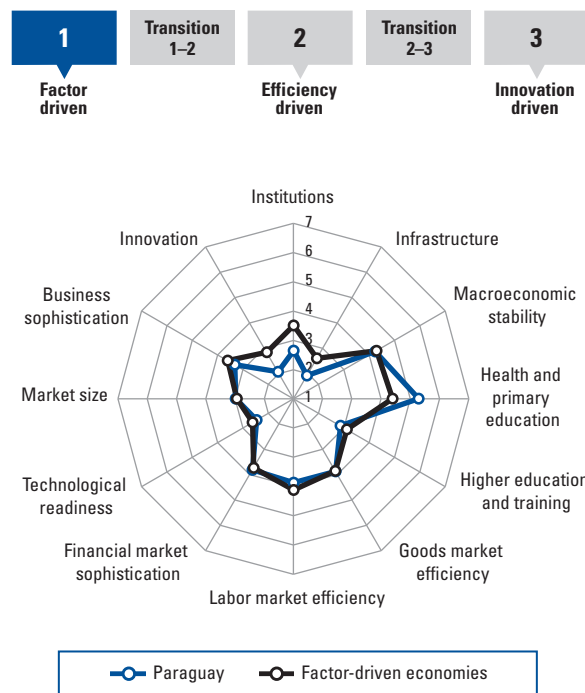 1
Transition
1–2
2
Transition
2–3
3
Factor
driven
Efficiency
driven
Innovation
driven
Institutions
7
6
5
4
3
2
1
Infrastructure
Macroeconomic
stability
Health and
primary
education
Higher education
and training
Goods market
efficiency
Labor market efficiency
Financial market
sophistication
Technological
readiness
Market size
Business
sophistication
Innovation
Paraguay
Factor-driven economies